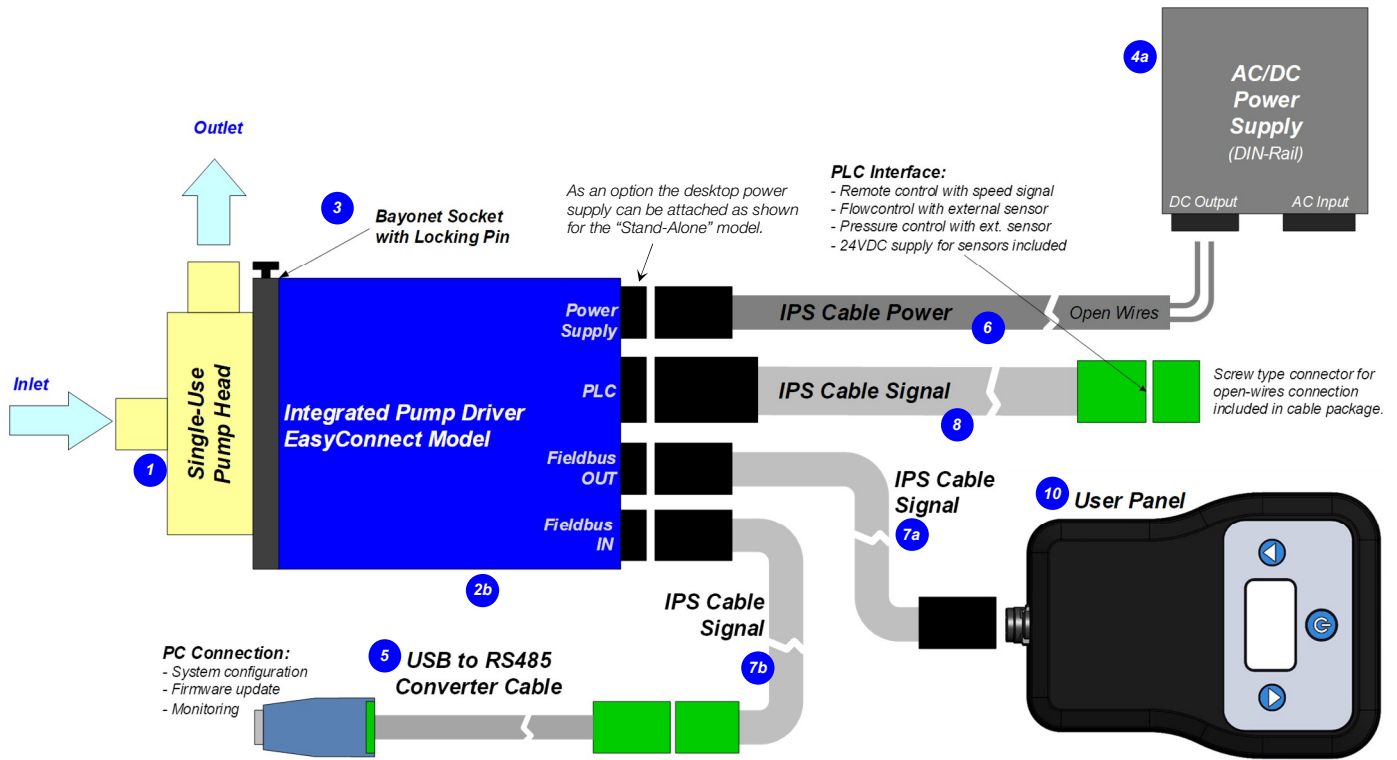 4a
AC/DC
Power
Supply
(DIN-Rail)
DC Output
AC Input
Outlet
3
Bayonet Socket
with Locking Pin
As an option the desktop power
supply can be attached as shown
for the “Stand-Alone” model.
PLC Interface:
- Remote control with speed signal
- Flowcontrol with external sensor
- Pressure control with ext. sensor
- 24VDC supply for sensors included
Power
Supply
IPS Cable Power
6
Open Wires
Inlet
1
Single-Use
Pump Head
Integrated Pump Driver
EasyConnect Model
PLC
IPS Cable Signal
8
Screw type connector for
open-wires connection
included in cable package.
Fieldbus
OUT
Fieldbus
IN
2b
IPS Cable
Signal
7a
10
User Panel
IPS Cable
Signal
7b
PC Connection:
- System configuration
- Firmware update
- Monitoring
5
USB to RS485
Converter Cable